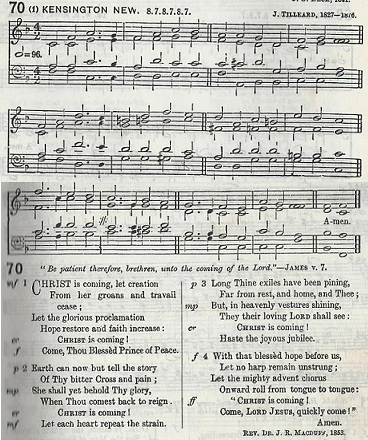 70 (1) KENSINGTON NEW. 8.7.8.7.8.7. J. TILLEARD, 1827–1876.
=96.
A-men.
70 "Be patient therefore, brethren, unto the coming of the Lord."—JAMES v. 7.
mf 1 CHRIST is coming, let creation
From her groans and travail
cease;
Let the glorious proclamation
Hope restore and faith increase:
cr CHRIST is coming!
f Come, Thou Blessèd Prince of Peace.
p 2 Earth can now but tell the story
Of Thy bitter Cross and pain;
mp She shall yet behold Thy glory,
When Thou comest back to reign.
cr CHRIST is coming!
mf Let each heart repeat the strain.
p 3 Long Thine exiles have been pining,
Far from rest, and home, and Thee;
mp But, in heavenly vestures shining,
They their loving LORD shall see:
cr CHRIST is coming!
Haste the joyous jubilee.
f 4 With that blessèd hope before us,
Let no harp remain unstrung;
Let the mighty advent chorus
Onward roll from tongue to tongue:
ff "CHRIST is coming!
Come, LORD JESUS, quickly come!"
Amen.
REV. DR. J. R. MACDUFF, 1853.